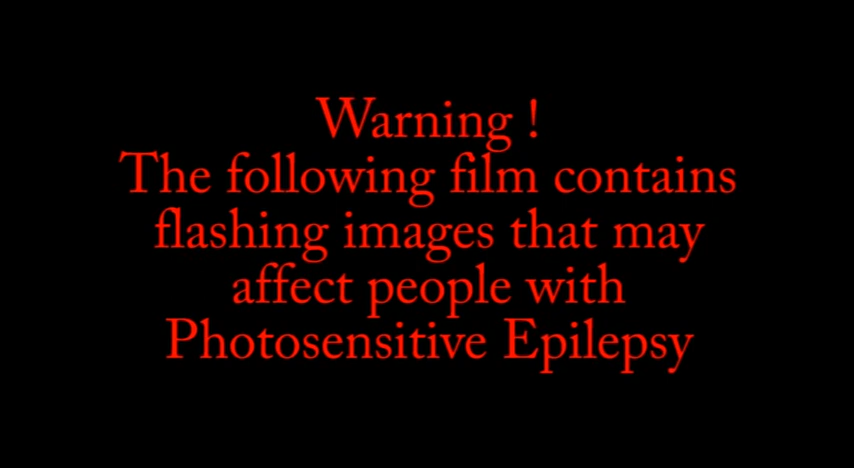 Warning !
The following film contains
flashing images that may
affect people with
Photosensitive Epilepsy